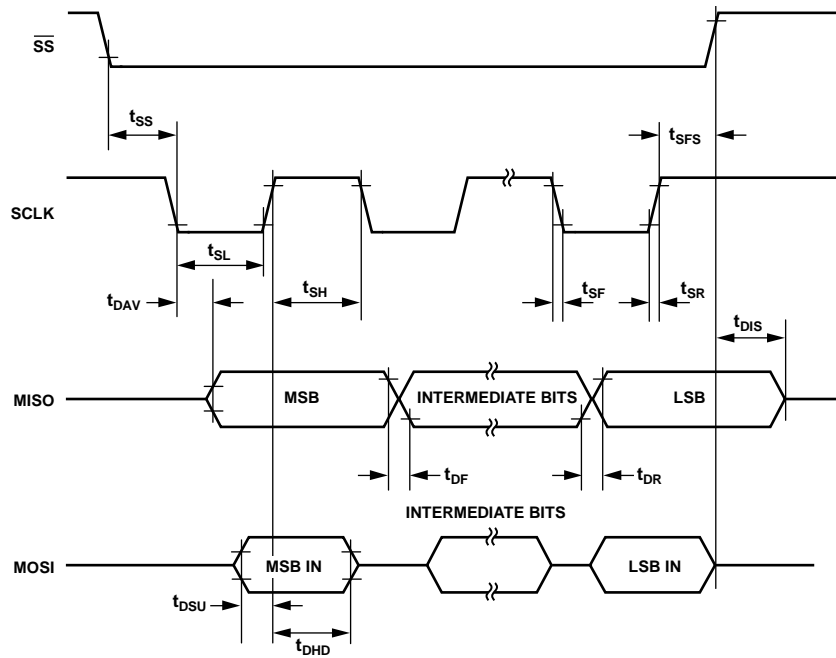 SS
tSS
tSFS
SCLK
tSL
tSH
tSF
tSR
tDAV
tDIS
MISO
MSB
INTERMEDIATE BITS
LSB
tDF
tDR
INTERMEDIATE BITS
MOSI
MSB IN
LSB IN
tDSU
tDHD